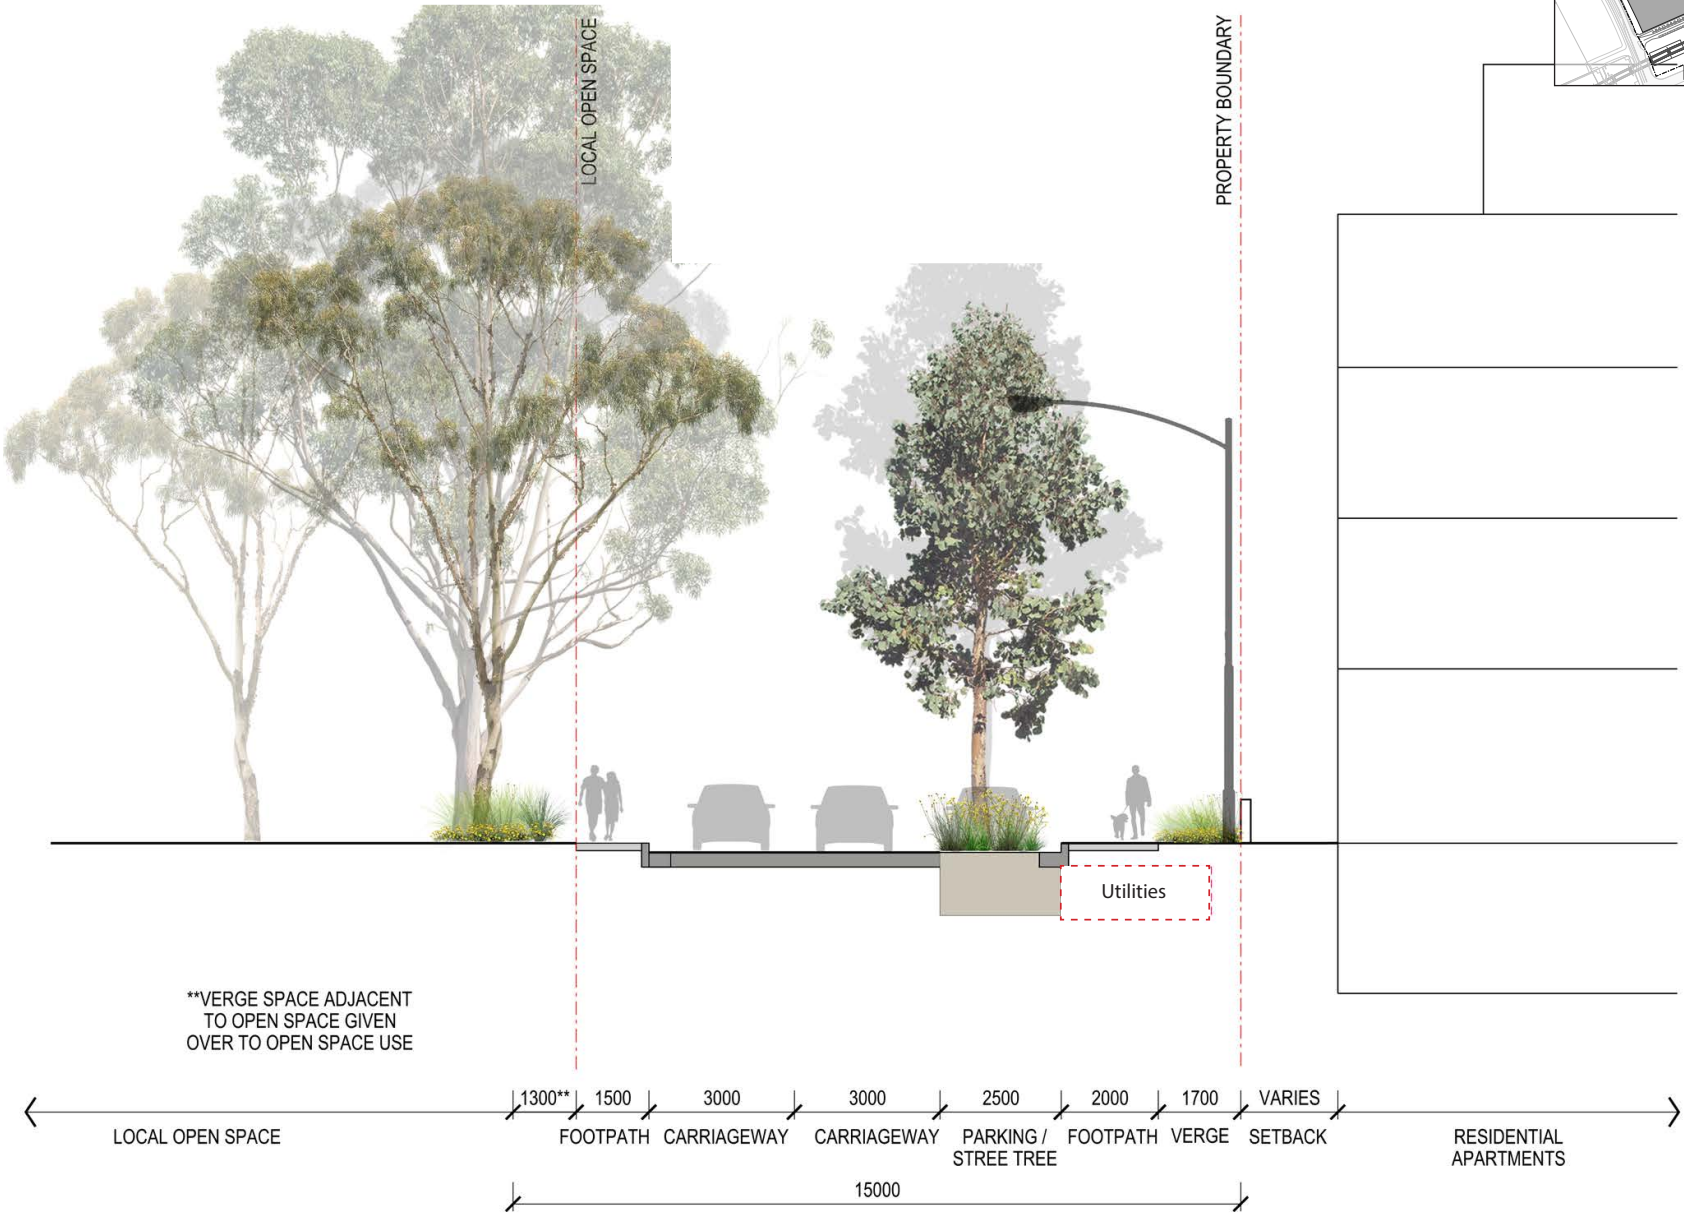 LOCAL OPEN SPACE
PROPERTY BOUNDARY
Utilities
**VERGE SPACE ADJACENT
TO OPEN SPACE GIVEN
OVER TO OPEN SPACE USE
1300** 1500 3000 3000 2500 2000 1700 VARIES
LOCAL OPEN SPACE FOOTPATH CARRIAGEWAY CARRIAGEWAY PARKING / FOOTPATH VERGE SETBACK RESIDENTIAL
STREE TREE APARTMENTS
15000